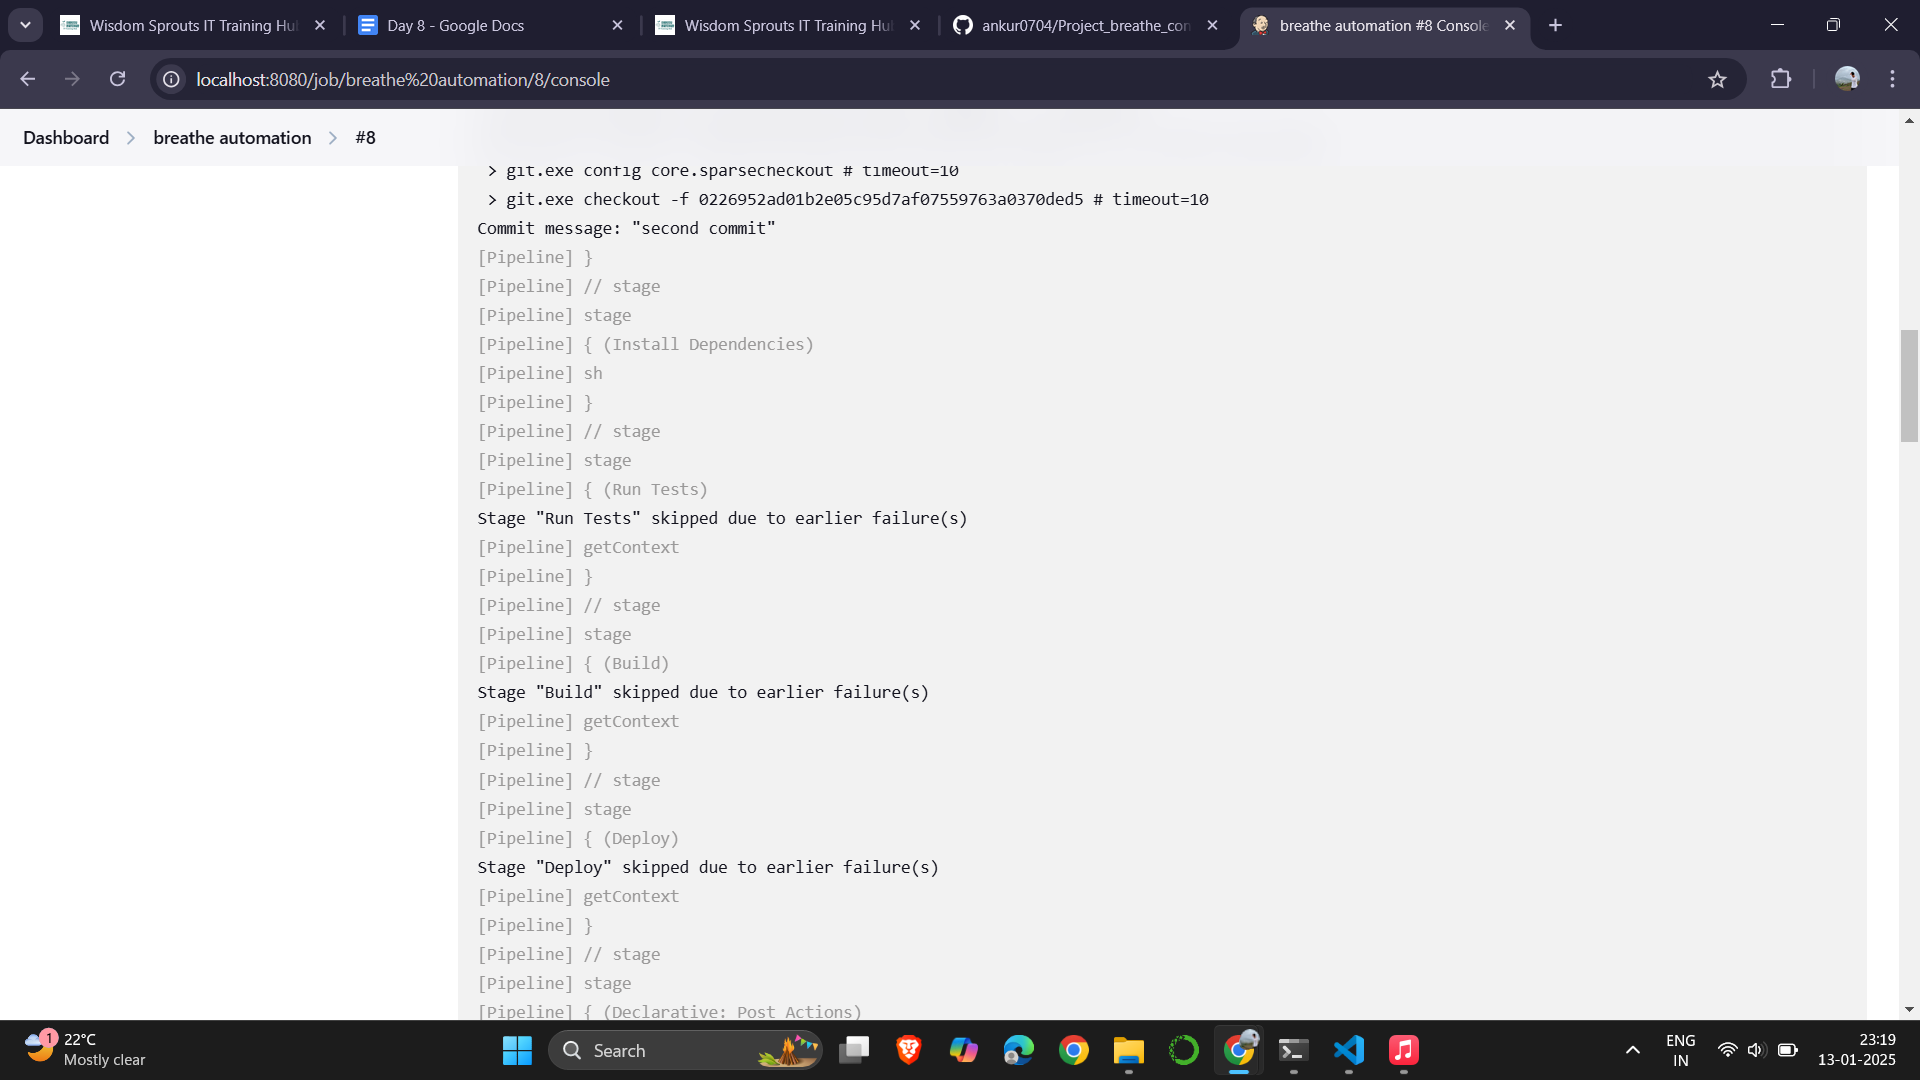 Wisdom Sprouts IT Training Hu
Day 8 - Google Docs
Wisdom Sprouts IT Training Hu
ankur0704/Project_breathe_con
breathe automation #8 Console
localhost:8080/job/breathe%20automation/8/console
Dashboard
breathe automation
#8
> git.exe config core.sparsecheckout # timeout=10
> git.exe checkout -f 0226952ad01b2e05c95d7af07559763a0370ded5 # timeout=10
Commit message: "second commit"
[Pipeline] }
[Pipeline] // stage
[Pipeline] stage
[Pipeline] { (Install Dependencies)
[Pipeline] sh
[Pipeline] }
[Pipeline] // stage
[Pipeline] stage
[Pipeline] { (Run Tests)
Stage "Run Tests" skipped due to earlier failure(s)
[Pipeline] getContext
[Pipeline] }
[Pipeline] // stage
[Pipeline] stage
[Pipeline] { (Build)
Stage "Build" skipped due to earlier failure(s)
[Pipeline] getContext
[Pipeline] }
[Pipeline] // stage
[Pipeline] stage
[Pipeline] { (Deploy)
Stage "Deploy" skipped due to earlier failure(s)
[Pipeline] getContext
[Pipeline] }
[Pipeline] // stage
[Pipeline] stage
[Pipeline] { (Declarative: Post Actions)
1
22°C
Mostly clear
Search
ENG
IN
23:19
13-01-2025